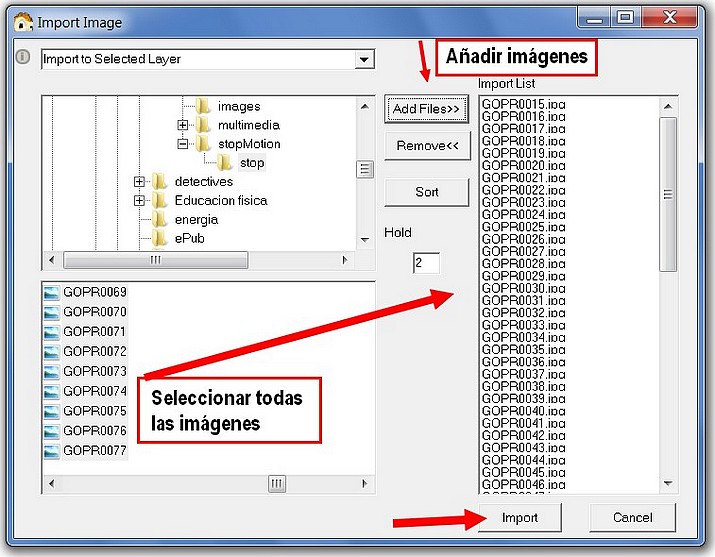 Import Image
Import to Selected Layer
Añadir imágenes
Import List
images
multimedia
stopMotion
stop
detectives
Educacion fisica
energia
ePub
Add Files>>
Remove<<
Sort
Hold
2
GOPR0015.jpg
GOPR0016.jpg
GOPR0017.jpg
GOPR0018.jpg
GOPR0019.jpg
GOPR0020.jpg
GOPR0021.jpg
GOPR0022.jpg
GOPR0023.jpg
GOPR0024.jpg
GOPR0025.jpg
GOPR0026.jpg
GOPR0027.jpg
GOPR0028.jpg
GOPR0029.jpg
GOPR0030.jpg
GOPR0031.jpg
GOPR0032.jpg
GOPR0033.jpg
GOPR0034.jpg
GOPR0035.jpg
GOPR0036.jpg
GOPR0037.jpg
GOPR0038.jpg
GOPR0039.jpg
GOPR0040.jpg
GOPR0041.jpg
GOPR0042.jpg
GOPR0043.jpg
GOPR0044.jpg
GOPR0045.jpg
GOPR0046.jpg
GOPR0069
GOPR0070
GOPR0071
GOPR0072
GOPR0073
GOPR0074
GOPR0075
GOPR0076
GOPR0077
Seleccionar todas
las imágenes
Import
Cancel